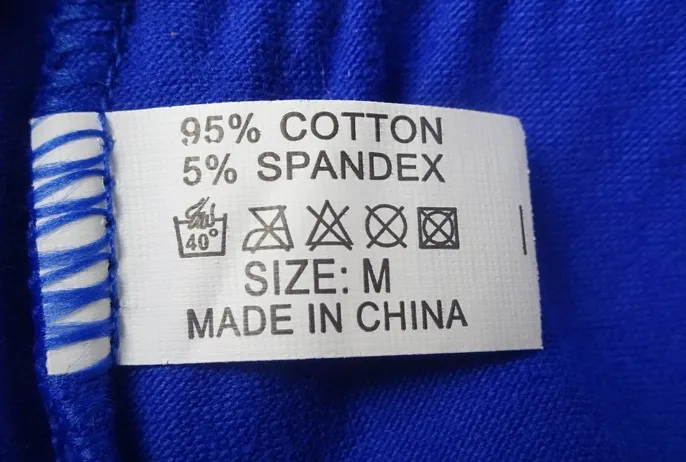 95% COTTON
5% SPANDEX
40°
SIZE: M
MADE IN CHINA